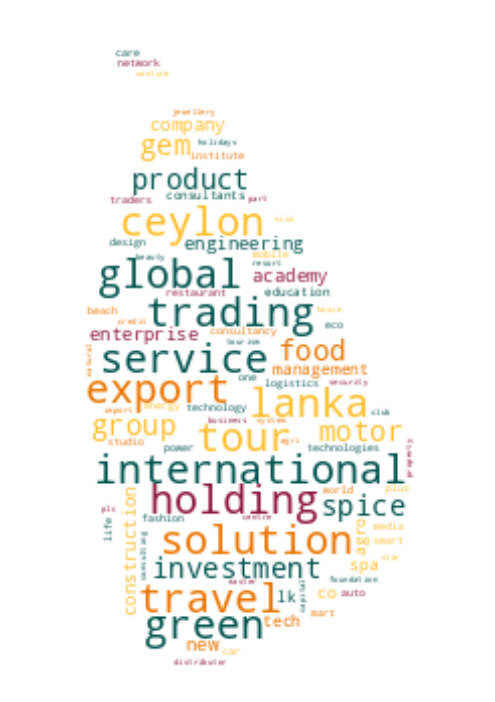 care
network
venture
jewellery
company
gem holidays
institute
product
consultants
traders part
ceylon visa
design engineering
beauty mobile
resort
global academy
restaurant education
trading
beach house
credit eco
enterprise consultancy
tourism
service food
natural management
one
export logistics security
lanka
import energy technology club
group business system motor
tour
studio agri
power technologies property
international
holding world plus
spice
plc construction
life fashion centre
agro media
solution smart
consulting star
investment spa
foundation
master capital
travel lk co auto
mart
green tech
new car
distributor